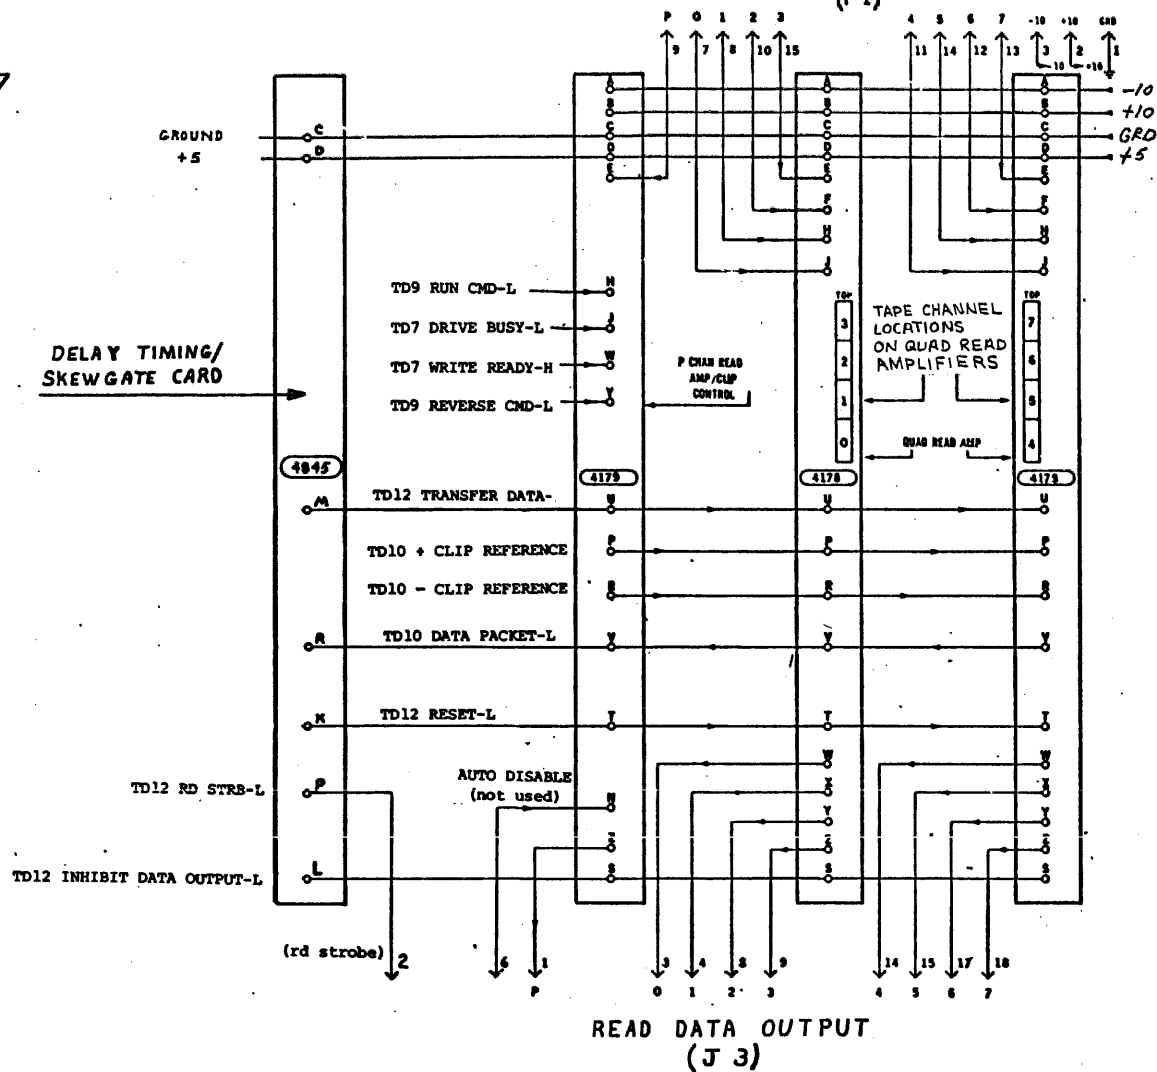 (P1)
P 0 1 2 3 4 5 6 7 -10 +10 GRD
9 7 8 10 15 11 14 12 13 3 2 1
-10 +10
A A A -10
B B B +10
GROUND C C C C GRD
+5 D D D D +5
E E E
F F
H H
J J
TD9 RUN CMD-L H
TD7 DRIVE BUSY-L J
TD7 WRITE READY-H W
TD9 REVERSE CMD-L Y
DELAY TIMING/
SKEWGATE CARD
P CHAN READ
AMP/CLIP
CONTROL
TOP
3
2
1
0
TAPE CHANNEL
LOCATIONS
ON QUAD READ
AMPLIFIERS
QUAD READ AMP
TOP
7
6
5
4
4845 4179 4178 4173
M TD12 TRANSFER DATA- U U U
TD10 + CLIP REFERENCE P P P
TD10 - CLIP REFERENCE R R R
R TD10 DATA PACKET-L V V V
K TD12 RESET-L T T T
TD12 RD STRB-L P
AUTO DISABLE
(not used) N
W W
X X
Y Y
TD12 INHIBIT DATA OUTPUT-L L S S S
(rd strobe) 2 6 1 3 4 8 9 14 15 17 18
P 0 1 2 3 4 5 6 7
READ DATA OUTPUT
(J 3)